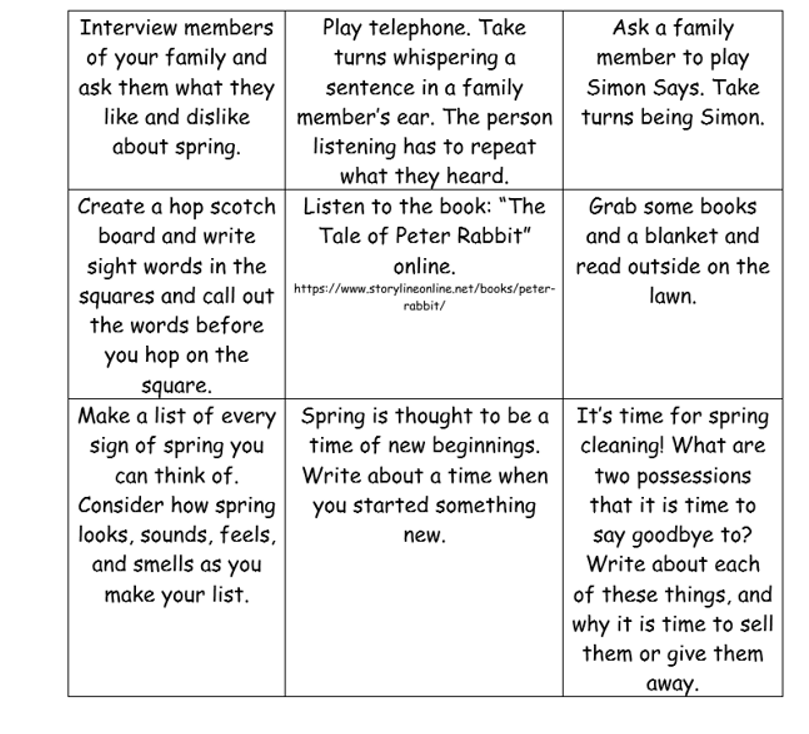 Interview members
of your family and
ask them what they
like and dislike
about spring.
Play telephone. Take
turns whispering a
sentence in a family
member's ear. The person
listening has to repeat
what they heard.
Ask a family
member to play
Simon Says. Take
turns being Simon.
Create a hop scotch
board and write
sight words in the
squares and call out
the words before
you hop on the
square.
Listen to the book: "The
Tale of Peter Rabbit"
online.
https://www.storylineonline.net/books/peter-
rabbit/
Grab some books
and a blanket and
read outside on the
lawn.
Make a list of every
sign of spring you
can think of.
Consider how spring
looks, sounds, feels,
and smells as you
make your list.
Spring is thought to be a
time of new beginnings.
Write about a time when
you started something
new.
It's time for spring
cleaning! What are
two possessions
that it is time to
say goodbye to?
Write about each
of these things, and
why it is time to sell
them or give them
away.